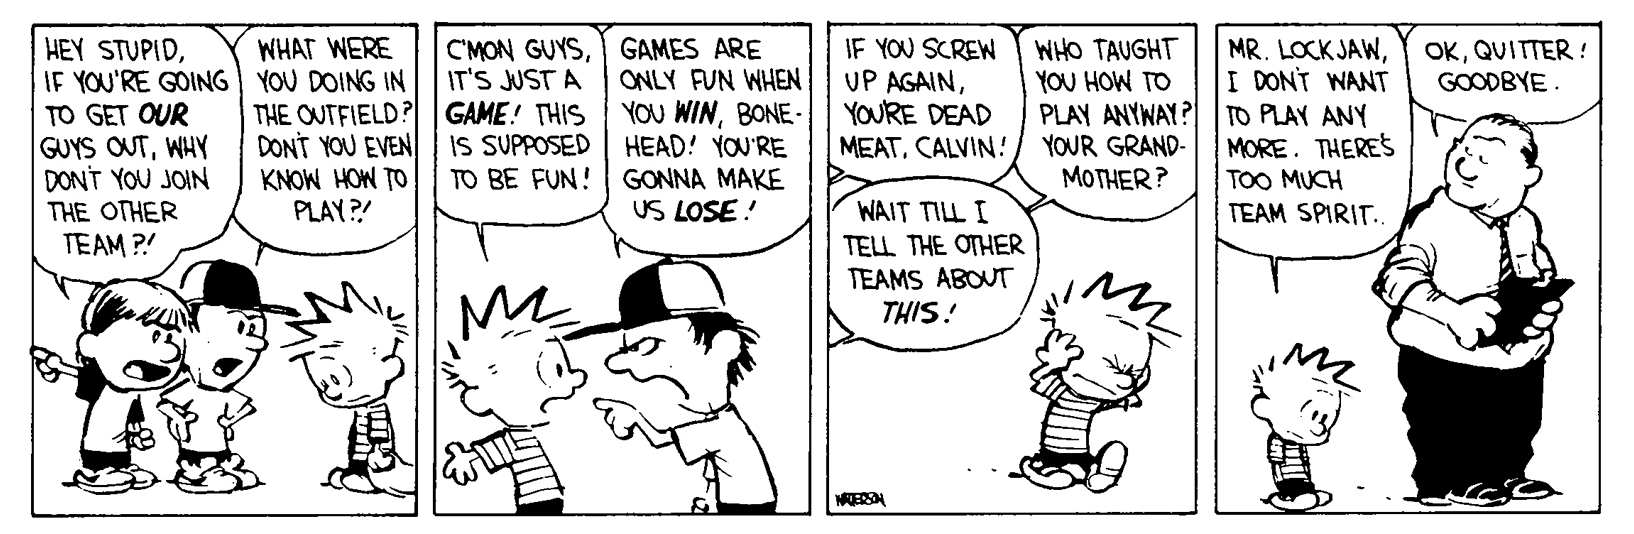 HEY STUPID,
IF YOU'RE GOING
TO GET OUR
GUYS OUT, WHY
DON'T YOU JOIN
THE OTHER
TEAM?!
WHAT WERE
YOU DOING IN
THE OUTFIELD?
DON'T YOU EVEN
KNOW HOW TO
PLAY?!
C'MON GUYS,
IT'S JUST A
GAME! THIS
IS SUPPOSED
TO BE FUN!
GAMES ARE
ONLY FUN WHEN
YOU WIN, BONE-
HEAD! YOU'RE
GONNA MAKE
US LOSE!
IF YOU SCREW
UP AGAIN,
YOU'RE DEAD
MEAT, CALVIN!
WHO TAUGHT
YOU HOW TO
PLAY ANYWAY?
YOUR GRAND-
MOTHER?
WAIT TILL I
TELL THE OTHER
TEAMS ABOUT
THIS!
WATTERSON
MR. LOCKJAW,
I DON'T WANT
TO PLAY ANY
MORE. THERE'S
TOO MUCH
TEAM SPIRIT..
OK, QUITTER!
GOODBYE.